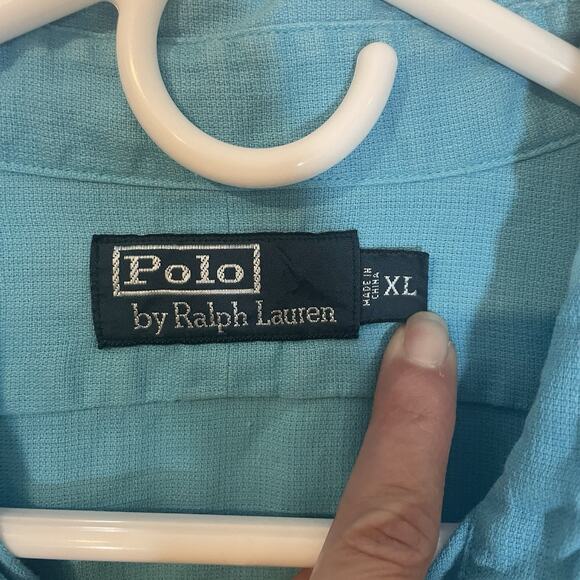 Polo
by Ralph Lauren
MADE IN
CHINA
XL